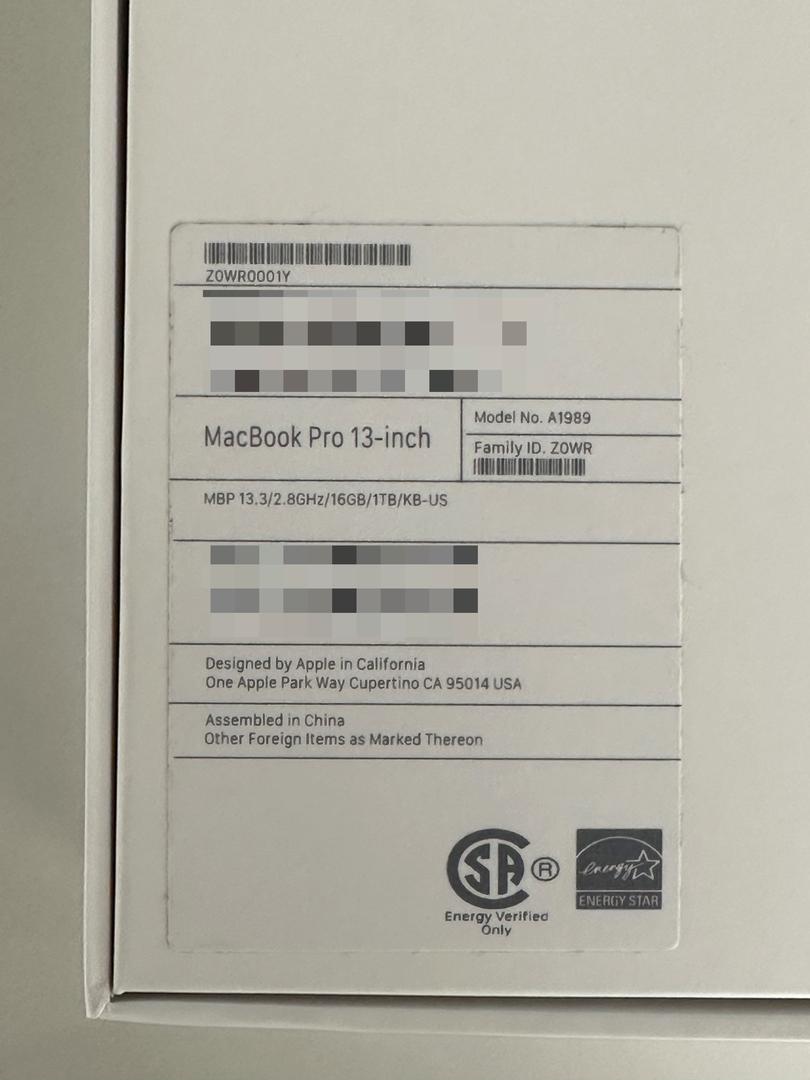 Z0WR0001Y
MacBook Pro 13-inch
Model No. A1989
Family ID. Z0WR
MBP 13.3/2.8GHz/16GB/1TB/KB-US
Designed by Apple in California
One Apple Park Way Cupertino CA 95014 USA
Assembled in China
Other Foreign Items as Marked Thereon
SA ®
Energy Verified
Only
energy
ENERGY STAR